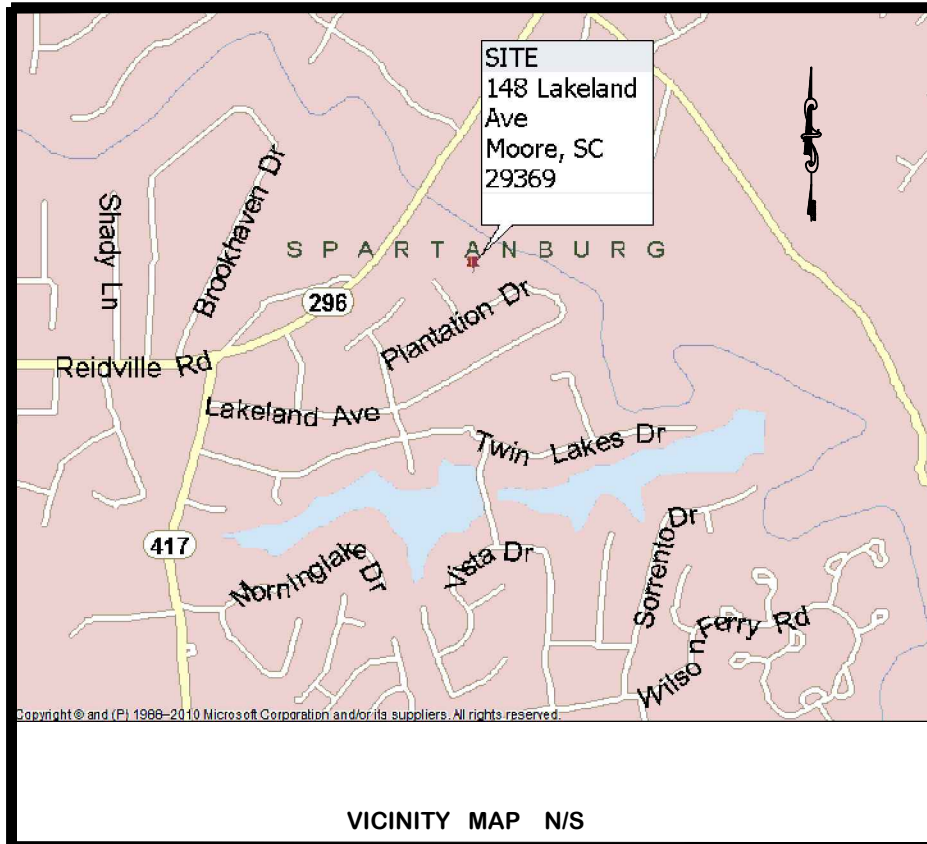 SITE
148 Lakeland
Ave
Moore, SC
29369
SPARTANBURG
Shady Ln
Brookhaven Dr
296
Plantation Dr
Reidville Rd
Lakeland Ave
Twin Lakes Dr
417
Morninglake Dr
Vista Dr
Sorrento Dr
Wilson Ferry Rd
Copyright © and (P) 1988–2010 Microsoft Corporation and/or its suppliers. All rights reserved.
VICINITY MAP N/S